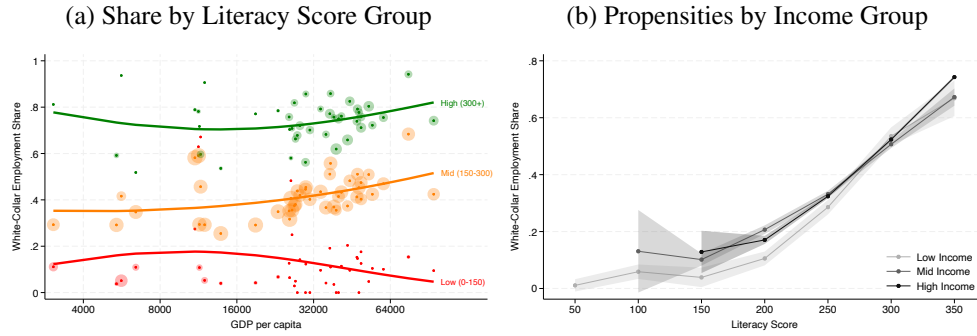 (a) Share by Literacy Score Group
White-Collar Employment Share
1
.8
.6
.4
.2
0
High (300+)
Mid (150-300)
Low (0-150)
4000 8000 16000 32000 64000
GDP per capita
(b) Propensities by Income Group
White-Collar Employment Share
.8
.6
.4
.2
0
Low Income
Mid Income
High Income
50 100 150 200 250 300 350
Literacy Score